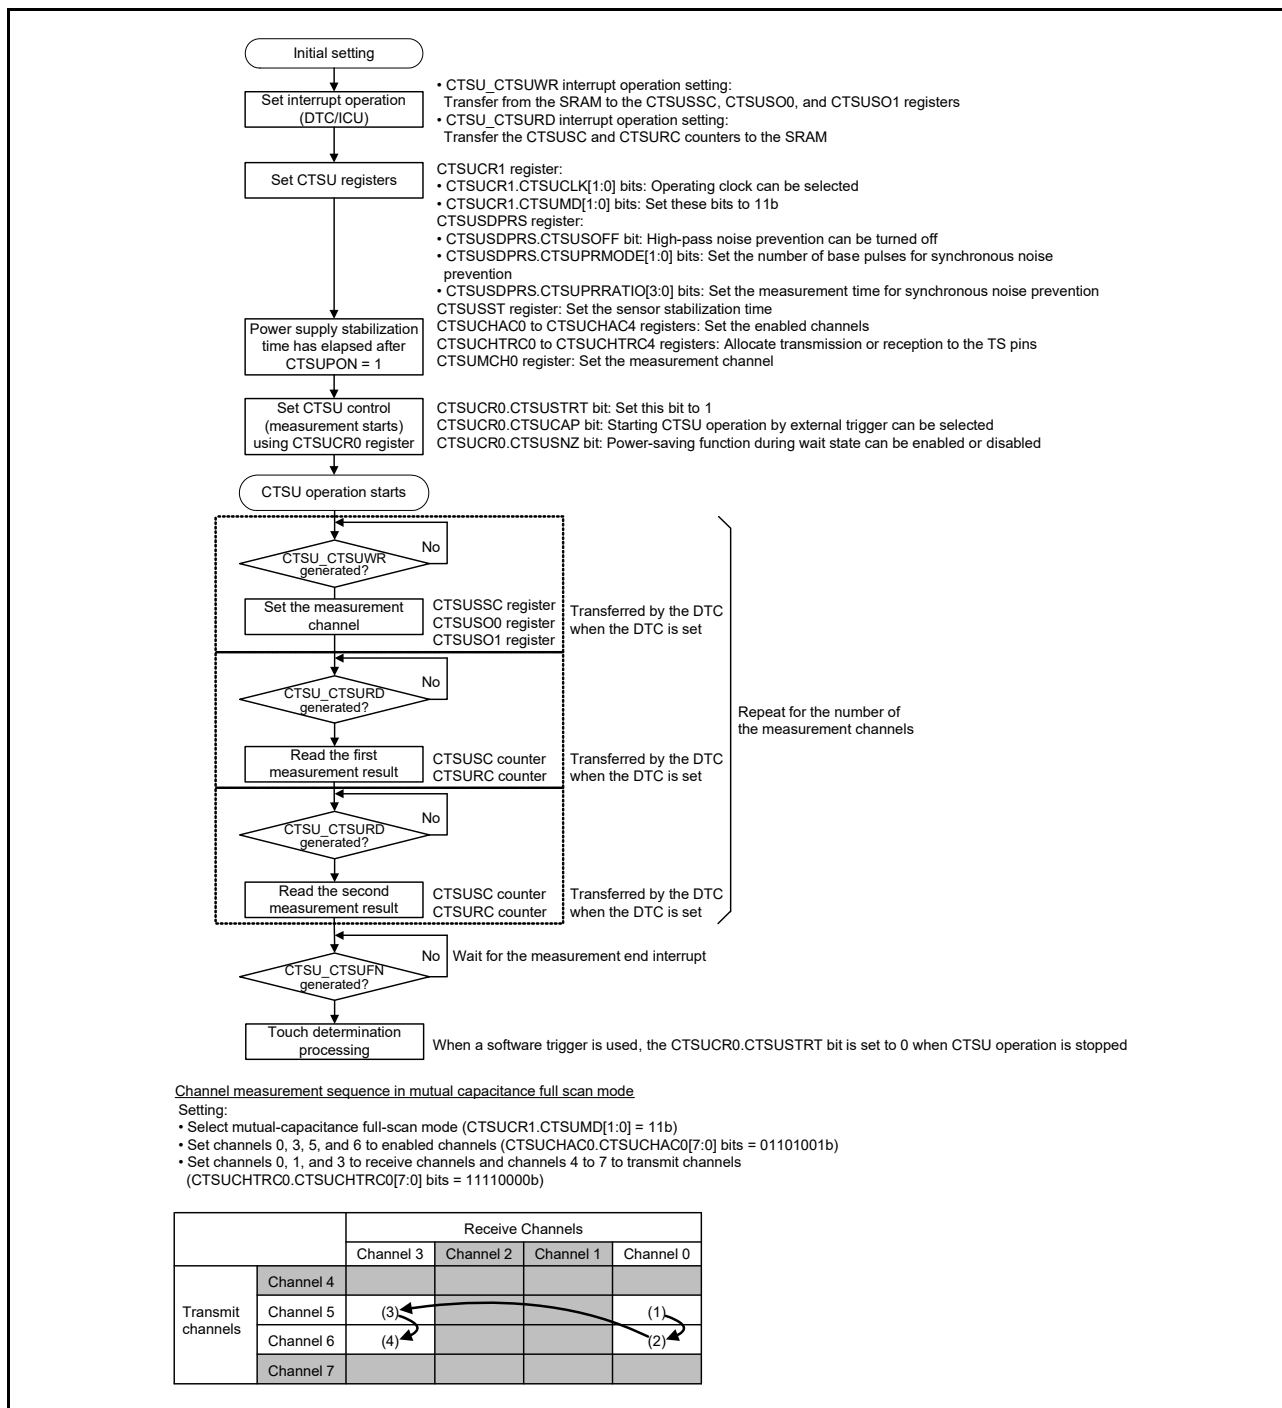 Initial setting
Set interrupt operation
(DTC/ICU)
• CTSU_CTSUWR interrupt operation setting:
Transfer from the SRAM to the CTSUSSC, CTSUSO0, and CTSUSO1 registers
• CTSU_CTSURD interrupt operation setting:
Transfer the CTSUSC and CTSURC counters to the SRAM
Set CTSU registers
CTSUCR1 register:
• CTSUCR1.CTSUCLK[1:0] bits: Operating clock can be selected
• CTSUCR1.CTSUMD[1:0] bits: Set these bits to 11b
CTSUSDPRS register:
• CTSUSDPRS.CTSUSOFF bit: High-pass noise prevention can be turned off
• CTSUSDPRS.CTSUPRMODE[1:0] bits: Set the number of base pulses for synchronous noise
prevention
• CTSUSDPRS.CTSUPRRATIO[3:0] bits: Set the measurement time for synchronous noise prevention
CTSUSST register: Set the sensor stabilization time
CTSUCHAC0 to CTSUCHAC4 registers: Set the enabled channels
CTSUCHTRC0 to CTSUCHTRC4 registers: Allocate transmission or reception to the TS pins
CTSUMCH0 register: Set the measurement channel
Power supply stabilization
time has elapsed after
CTSUPON = 1
Set CTSU control
(measurement starts)
using CTSUCR0 register
CTSUCR0.CTSUSTRT bit: Set this bit to 1
CTSUCR0.CTSUCAP bit: Starting CTSU operation by external trigger can be selected
CTSUCR0.CTSUSNZ bit: Power-saving function during wait state can be enabled or disabled
CTSU operation starts
CTSU_CTSUWR
generated?
No
Set the measurement
channel
CTSUSSC register
CTSUSO0 register
CTSUSO1 register
Transferred by the DTC
when the DTC is set
CTSU_CTSURD
generated?
No
Repeat for the number of
the measurement channels
Read the first
measurement result
CTSUSC counter
CTSURC counter
Transferred by the DTC
when the DTC is set
CTSU_CTSURD
generated?
No
Read the second
measurement result
CTSUSC counter
CTSURC counter
Transferred by the DTC
when the DTC is set
CTSU_CTSUFN
generated?
No
Wait for the measurement end interrupt
Touch determination
processing
When a software trigger is used, the CTSUCR0.CTSUSTRT bit is set to 0 when CTSU operation is stopped
Channel measurement sequence in mutual capacitance full scan mode
Setting:
• Select mutual-capacitance full-scan mode (CTSUCR1.CTSUMD[1:0] = 11b)
• Set channels 0, 3, 5, and 6 to enabled channels (CTSUCHAC0.CTSUCHAC0[7:0] bits = 01101001b)
• Set channels 0, 1, and 3 to receive channels and channels 4 to 7 to transmit channels
(CTSUCHTRC0.CTSUCHTRC0[7:0] bits = 11110000b)
Receive Channels
Channel 3 Channel 2 Channel 1 Channel 0
Transmit
channels
Channel 4
Channel 5 (3) (1)
Channel 6 (4) (2)
Channel 7